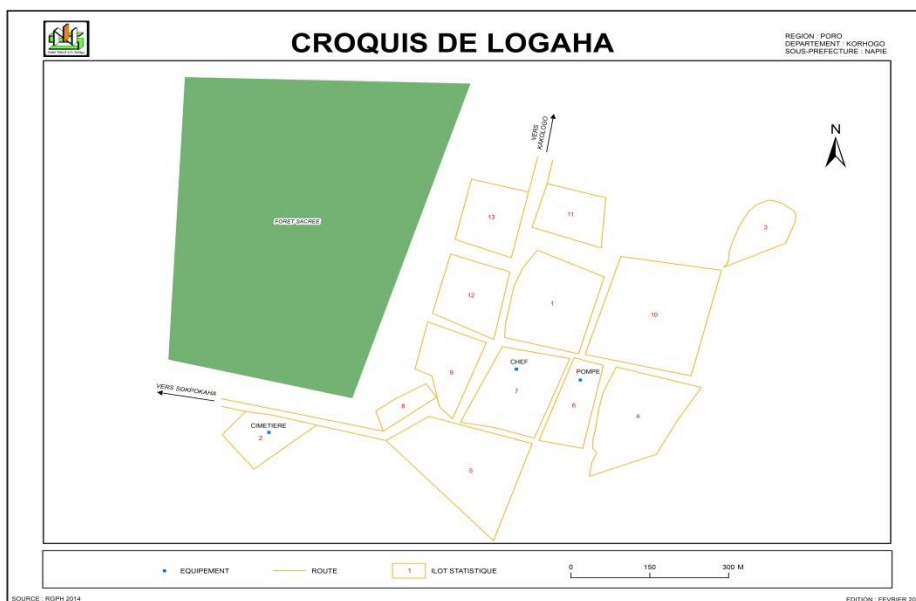 CROQUIS DE LOGAHA
REGION : PORO
DEPARTEMENT : KORHOGO
SOUS-PREFECTURE : NAPIE
VERS
KAKOLOGO
N
FORET SACREE
13
11
3
12
1
10
CHEF
POMPE
9
7
6
4
8
VERS SOKPOKAHA
CIMETIERE
2
5
EQUIPEMENT
ROUTE
1
ILOT STATISTIQUE
0
150
300 M
SOURCE : RGPH 2014
EDITION : FEVRIER 20